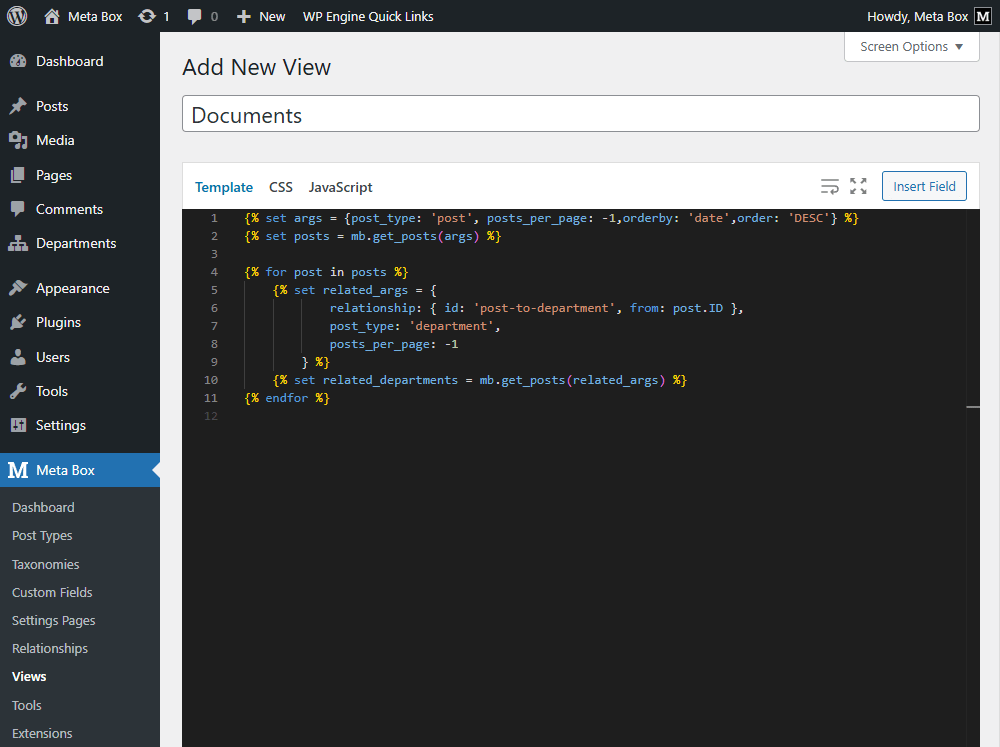 Meta Box 1 0 New WP Engine Quick Links Howdy, Meta Box M
Screen Options ▼
Dashboard
Posts
Media
Pages
Comments
Departments
Appearance
Plugins
Users
Tools
Settings
M Meta Box
Dashboard
Post Types
Taxonomies
Custom Fields
Settings Pages
Relationships
Views
Tools
Extensions
Add New View
Documents
Template CSS JavaScript Insert Field
1 {% set args = {post_type: 'post', posts_per_page: -1,orderby: 'date',order: 'DESC'} %}
2 {% set posts = mb.get_posts(args) %}
3
4 {% for post in posts %}
5     {% set related_args = {
6             relationship: { id: 'post-to-department', from: post.ID },
7             post_type: 'department',
8             posts_per_page: -1
9         } %}
10     {% set related_departments = mb.get_posts(related_args) %}
11 {% endfor %}
12